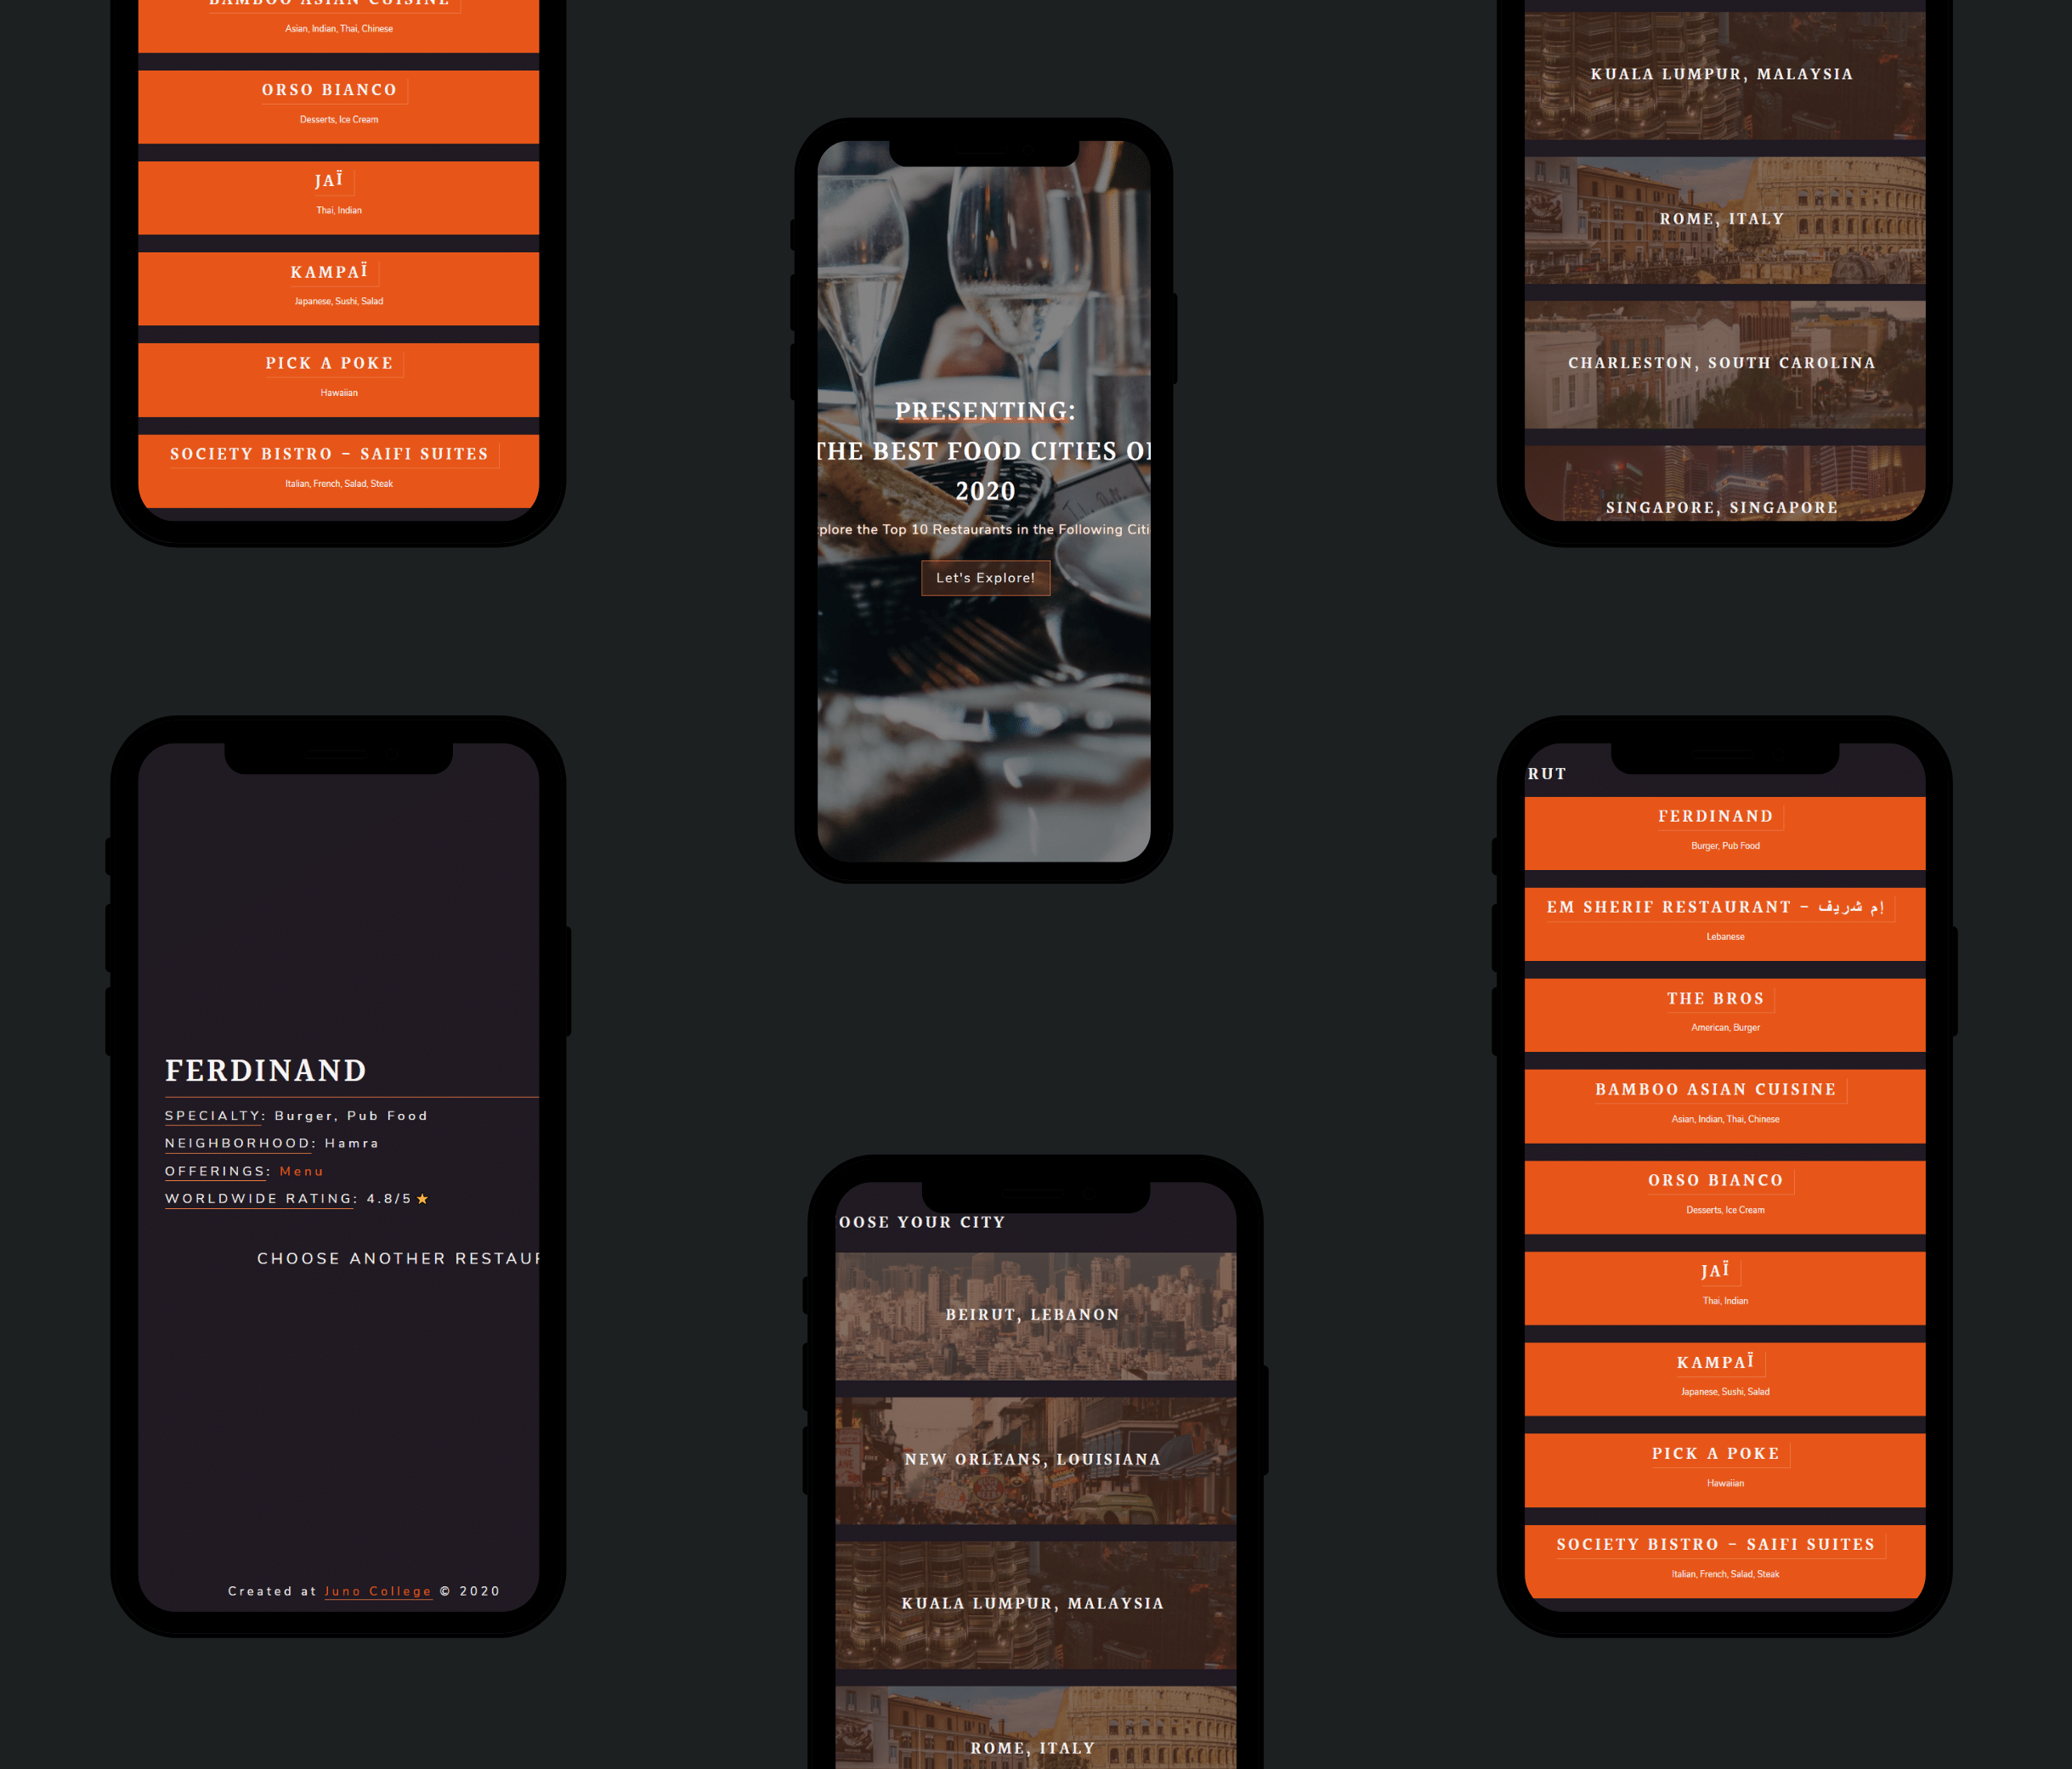 BAMBOO ASIAN CUISINE
Asian, Indian, Thai, Chinese
ORSO BIANCO
Desserts, Ice Cream
JAÏ
Thai, Indian
KAMPAÏ
Japanese, Sushi, Salad
PICK A POKE
Hawaiian
SOCIETY BISTRO – SAIFI SUITES
Italian, French, Salad, Steak
PRESENTING:
THE BEST FOOD CITIES OF
2020
plore the Top 10 Restaurants in the Following Citi
Let's Explore!
KUALA LUMPUR, MALAYSIA
ROME, ITALY
CHARLESTON, SOUTH CAROLINA
SINGAPORE, SINGAPORE
FERDINAND
SPECIALTY: Burger, Pub Food
NEIGHBORHOOD: Hamra
OFFERINGS: Menu
WORLDWIDE RATING: 4.8/5 ⭐
CHOOSE ANOTHER RESTAUR
Created at Juno College © 2020
OOSE YOUR CITY
BEIRUT, LEBANON
NEW ORLEANS, LOUISIANA
KUALA LUMPUR, MALAYSIA
ROME, ITALY
RUT
FERDINAND
Burger, Pub Food
EM SHERIF RESTAURANT – إم شريف
Lebanese
THE BROS
American, Burger
BAMBOO ASIAN CUISINE
Asian, Indian, Thai, Chinese
ORSO BIANCO
Desserts, Ice Cream
JAÏ
Thai, Indian
KAMPAÏ
Japanese, Sushi, Salad
PICK A POKE
Hawaiian
SOCIETY BISTRO – SAIFI SUITES
Italian, French, Salad, Steak